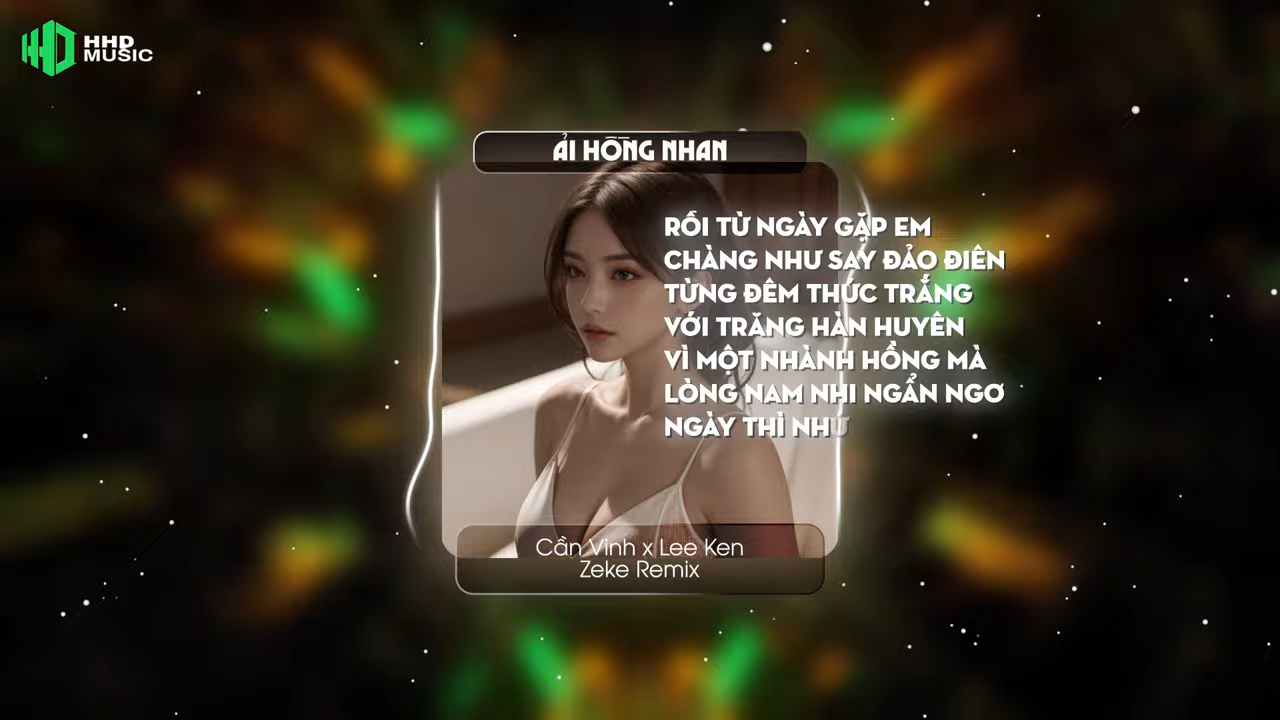 HHD
MUSIC
ẢI HỒNG NHAN
RỒI TỪ NGÀY GẶP EM
CHÀNG NHƯ SAY ĐẢO ĐIÊN
TỪNG ĐÊM THỨC TRẮNG
VỚI TRĂNG HÀN HUYÊN
VÌ MỘT NHÀNH HỒNG MÀ
LÒNG NAM NHI NGẨN NGƠ
NGÀY THÌ NHƯ
Cần Vinh x Lee Ken
Zeke Remix